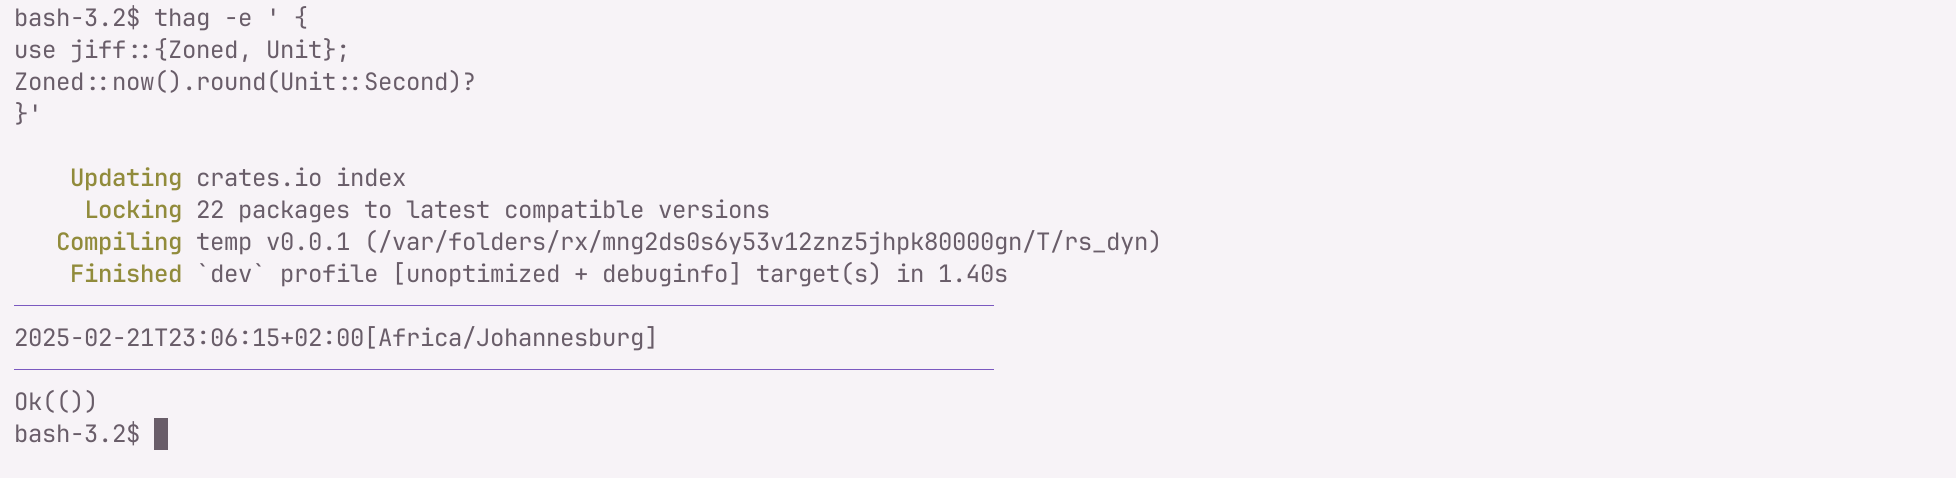 bash-3.2$ thag -e ' {
use jiff::{Zoned, Unit};
Zoned::now().round(Unit::Second)?
}'
    Updating crates.io index
     Locking 22 packages to latest compatible versions
   Compiling temp v0.0.1 (/var/folders/rx/mng2ds0s6y53v12znz5jhpk80000gn/T/rs_dyn)
    Finished `dev` profile [unoptimized + debuginfo] target(s) in 1.40s
2025-02-21T23:06:15+02:00[Africa/Johannesburg]
Ok(())
bash-3.2$